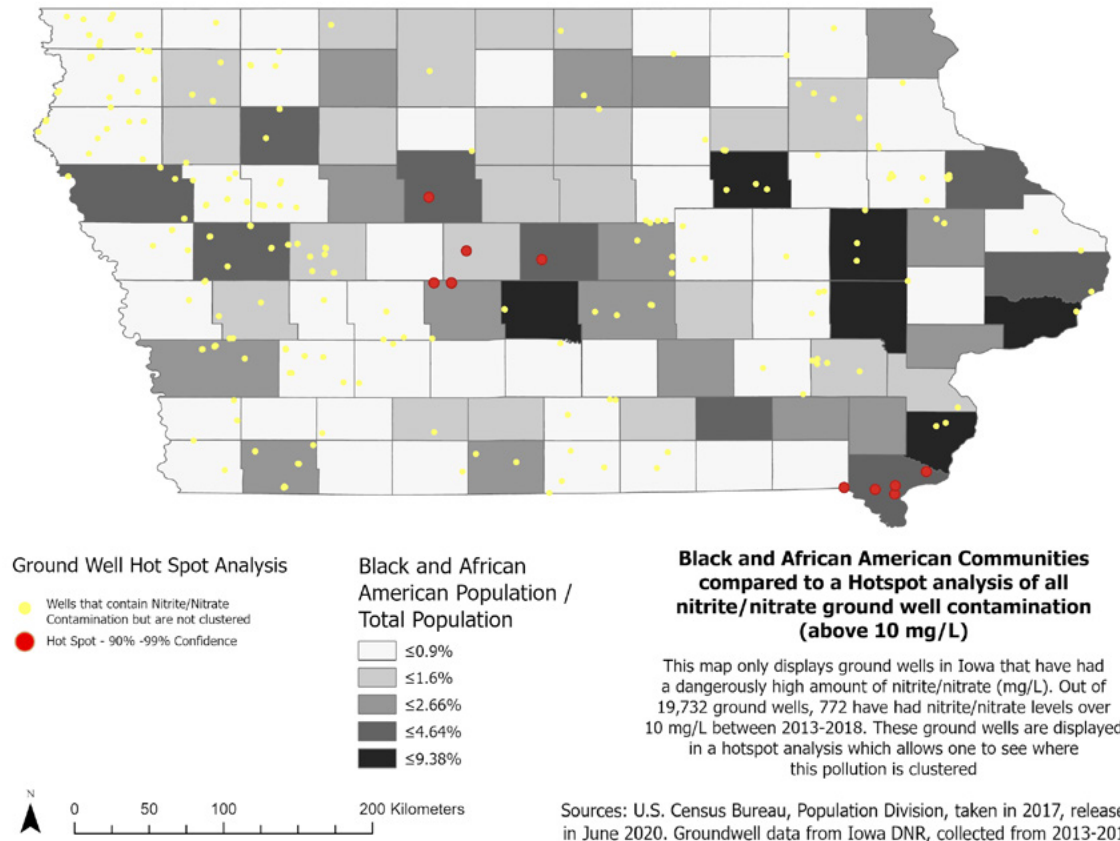 Ground Well Hot Spot Analysis
Wells that contain Nitrite/Nitrate
Contamination but are not clustered
Hot Spot - 90% -99% Confidence
Black and African
American Population /
Total Population
≤0.9%
≤1.6%
≤2.66%
≤4.64%
≤9.38%
Black and African American Communities
compared to a Hotspot analysis of all
nitrite/nitrate ground well contamination
(above 10 mg/L)
This map only displays ground wells in Iowa that have had
a dangerously high amount of nitrite/nitrate (mg/L). Out of
19,732 ground wells, 772 have had nitrite/nitrate levels over
10 mg/L between 2013-2018. These ground wells are displayed
in a hotspot analysis which allows one to see where
this pollution is clustered
N
0 50 100 200 Kilometers
Sources: U.S. Census Bureau, Population Division, taken in 2017, release
in June 2020. Groundwell data from Iowa DNR, collected from 2013-201